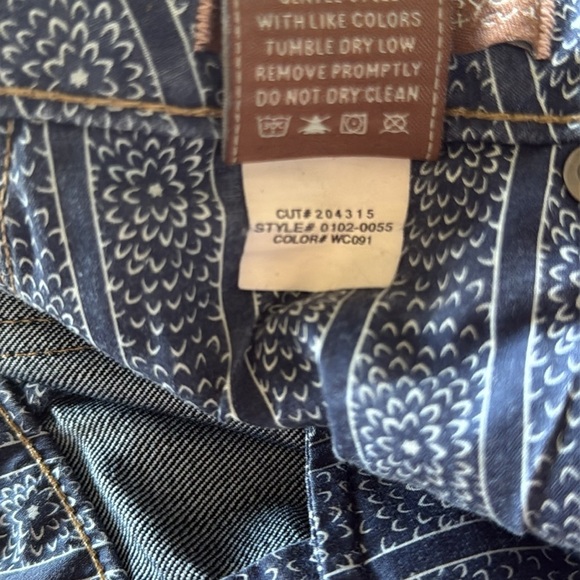 WITH LIKE COLORS
TUMBLE DRY LOW
REMOVE PROMPTLY
DO NOT DRY CLEAN
CUT# 204315
STYLE# 0102-0055
COLOR# WC091